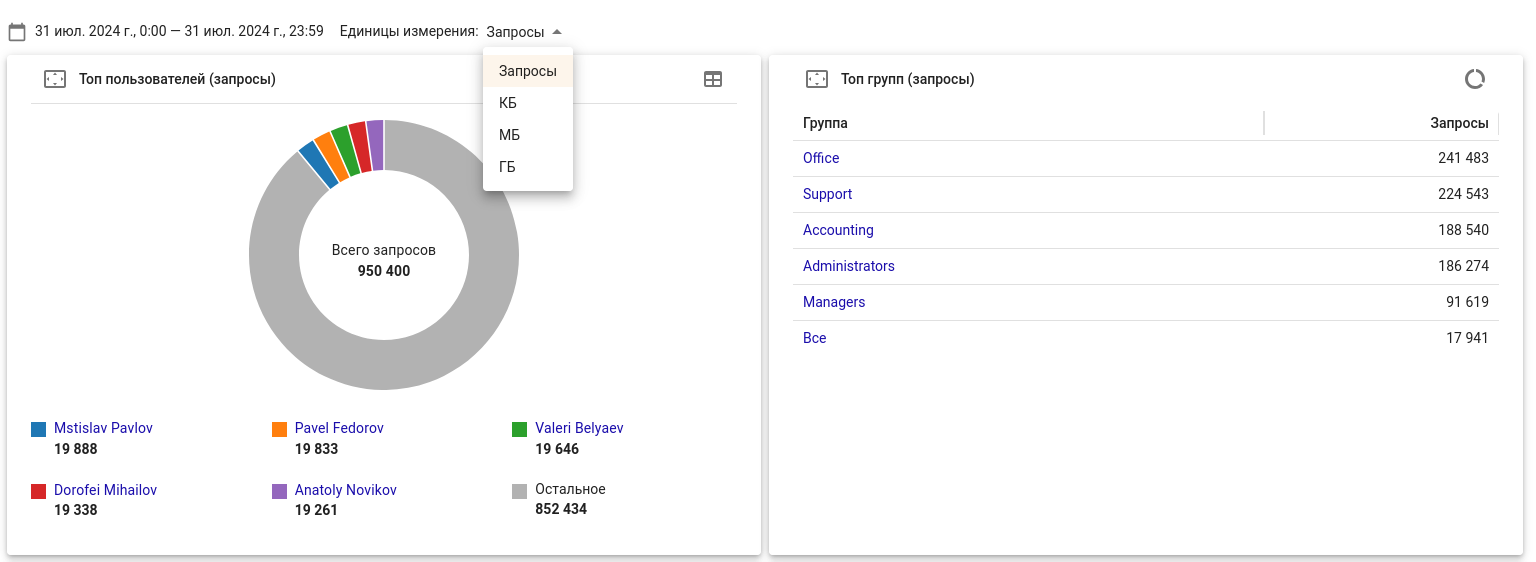 31 июл. 2024 г., 0:00 — 31 июл. 2024 г., 23:59 Единицы измерения: Запросы
Запросы
КБ
МБ
ГБ
Топ пользователей (запросы)
Всего запросов
950 400
Mstislav Pavlov
19 888
Pavel Fedorov
19 833
Valeri Belyaev
19 646
Dorofei Mihailov
19 338
Anatoly Novikov
19 261
Остальное
852 434
Топ групп (запросы)
Группа Запросы
Office 241 483
Support 224 543
Accounting 188 540
Administrators 186 274
Managers 91 619
Все 17 941